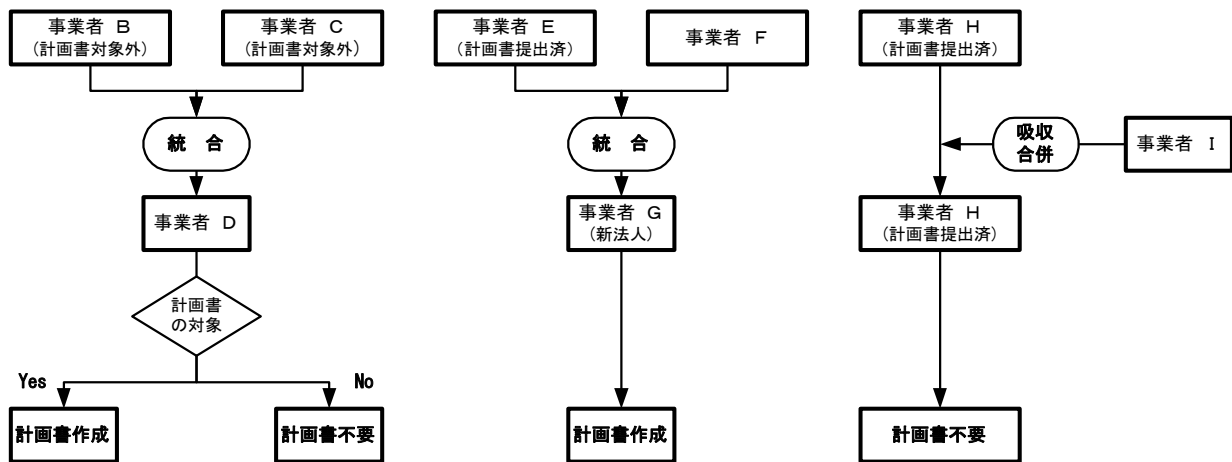 事業者 B
(計画書対象外)
事業者 C
(計画書対象外)
統 合
事業者 D
計画書
の対象
Yes
No
計画書作成
計画書不要
事業者 E
(計画書提出済)
事業者 F
統 合
事業者 G
(新法人)
計画書作成
事業者 H
(計画書提出済)
吸収
合併
事業者 I
事業者 H
(計画書提出済)
計画書不要